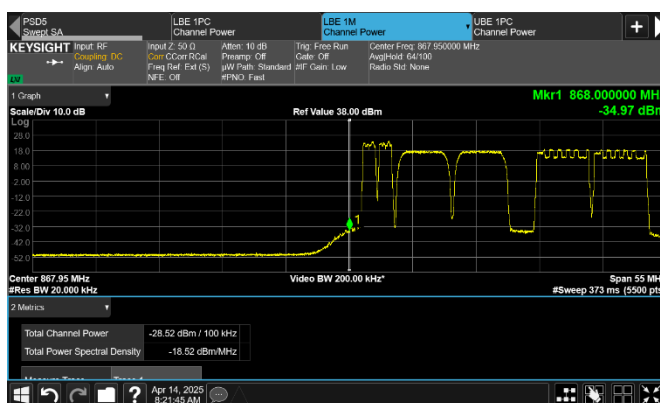 PSD5
Swept SA
LBE 1PC
Channel Power
LBE 1M
Channel Power
UBE 1PC
Channel Power
KEYSIGHT
Input: RF
Coupling: DC
Align: Auto
Input Z: 50 Ω
Corr CCorr RCal
Freq Ref: Ext (S)
NFE: Off
Atten: 10 dB
Preamp: Off
µW Path: Standard
#PNO: Fast
Trig: Free Run
Gate: Off
#IF Gain: Low
Center Freq: 867.950000 MHz
Avg|Hold: 64/100
Radio Std: None
1 Graph
Mkr1 868.000000 MH
Scale/Div 10.0 dB
Ref Value 38.00 dBm
-34.97 dBm
Log
28.0
18.0
8.00
-2.00
-12.0
-22.0
-32.0
-42.0
-52.0
1
Center 867.95 MHz
Video BW 200.00 kHz*
Span 55 MH
#Res BW 20.000 kHz
#Sweep 373 ms (5500 pts
2 Metrics
Total Channel Power
-28.52 dBm / 100 kHz
Total Power Spectral Density
-18.52 dBm/MHz
?
Apr 14, 2025
8:21:45 AM